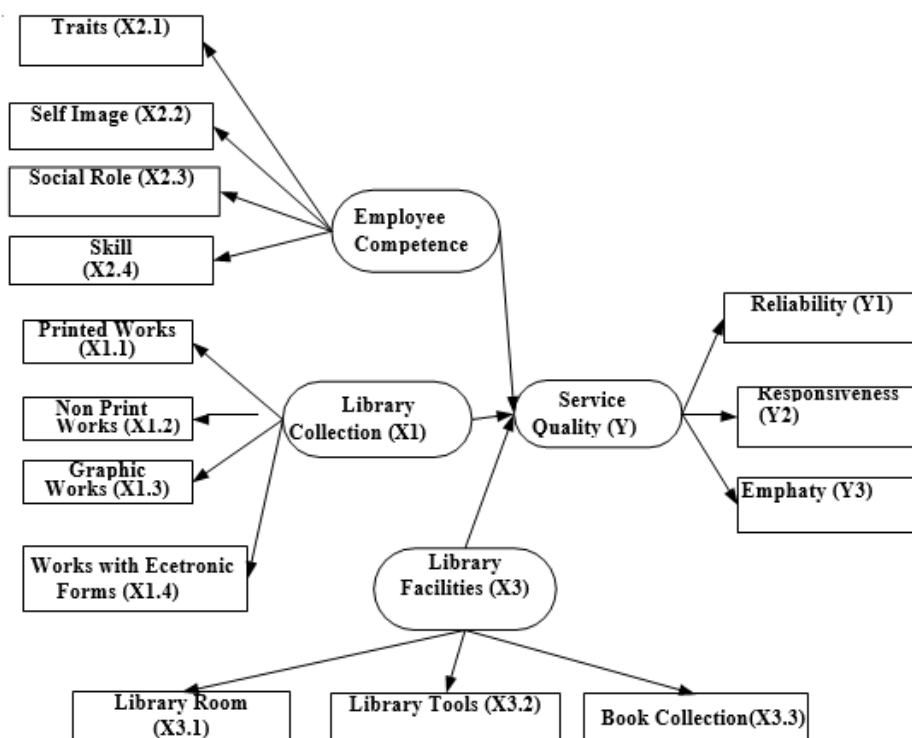 Traits (X2.1)
Self Image (X2.2)
Social Role (X2.3)
Skill
(X2.4)
Employee
Competence
Printed Works
(X1.1)
Non Print
Works (X1.2)
Graphic
Works (X1.3)
Works with Ecetronic
Forms (X1.4)
Library
Collection (X1)
Service
Quality (Y)
Reliability (Y1)
Responsiveness
(Y2)
Emphaty (Y3)
Library
Facilities (X3)
Library Room
(X3.1)
Library Tools (X3.2)
Book Collection(X3.3)